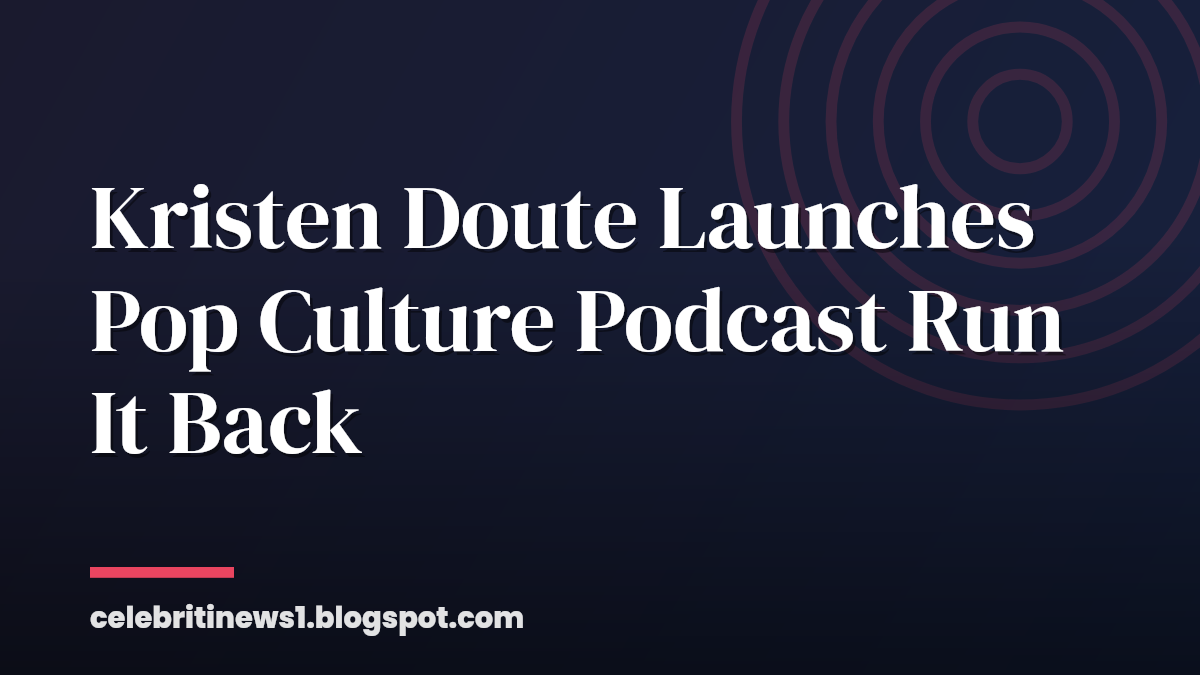 Kristen Doute Launches
Pop Culture Podcast Run
It Back
celebritinews1.blogspot.com